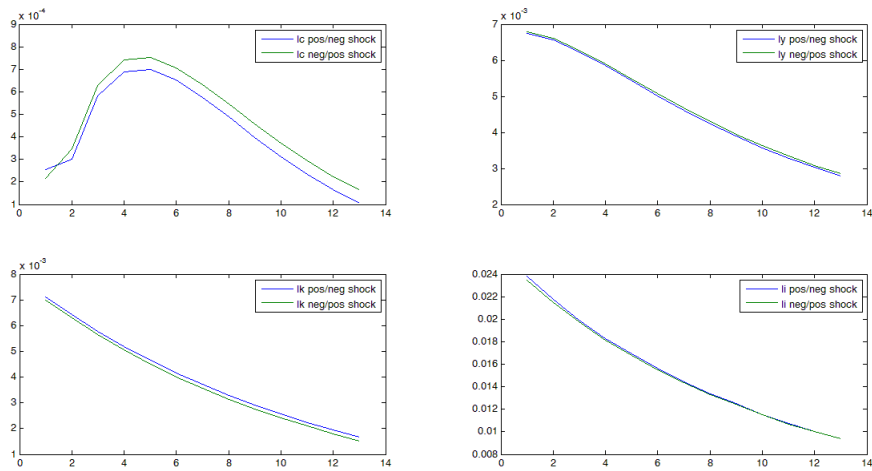 x 10⁻⁴
9
8
7
6
5
4
3
2
1
0 2 4 6 8 10 12 14
lc pos/neg shock
lc neg/pos shock
x 10⁻³
7
6
5
4
3
2
0 2 4 6 8 10 12 14
ly pos/neg shock
ly neg/pos shock
x 10⁻³
8
7
6
5
4
3
2
1
0 2 4 6 8 10 12 14
lk pos/neg shock
lk neg/pos shock
0.024
0.022
0.02
0.018
0.016
0.014
0.012
0.01
0.008
0 2 4 6 8 10 12 14
li pos/neg shock
li neg/pos shock